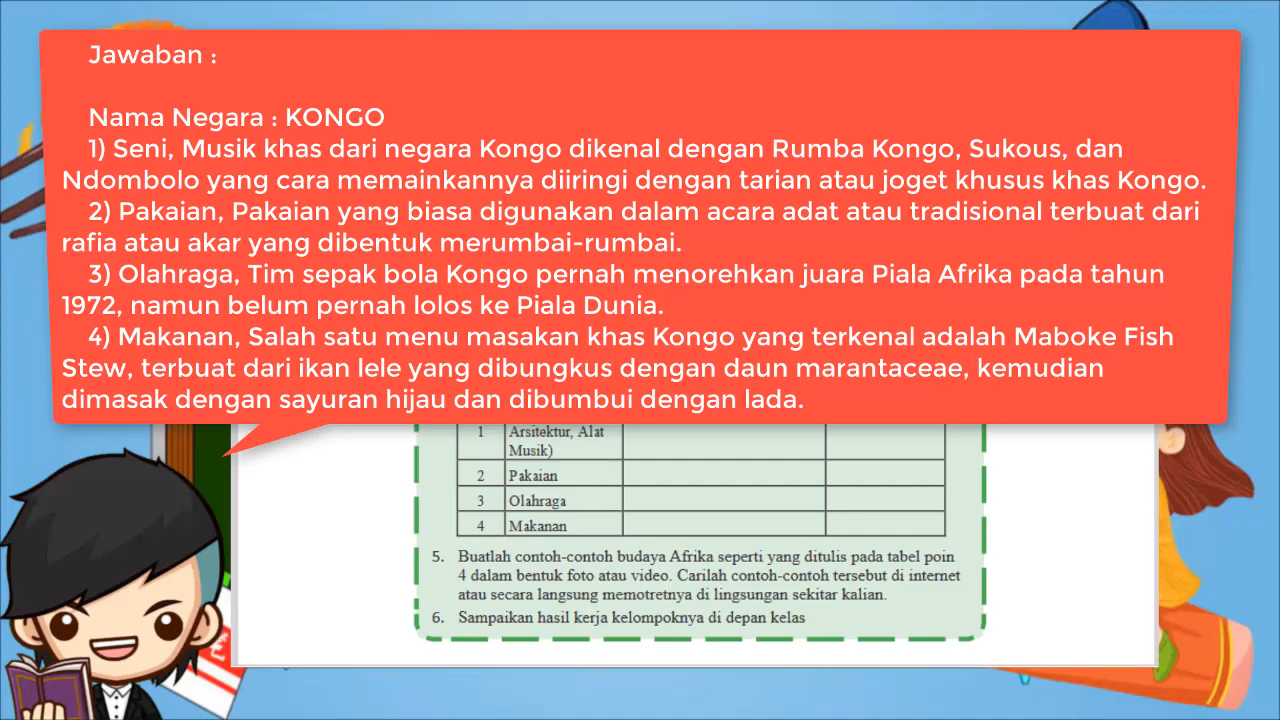 Jawaban :
Nama Negara : KONGO
1) Seni, Musik khas dari negara Kongo dikenal dengan Rumba Kongo, Sukous, dan
Ndombolo yang cara memainkannya diiringi dengan tarian atau joget khusus khas Kongo.
2) Pakaian, Pakaian yang biasa digunakan dalam acara adat atau tradisional terbuat dari
rafia atau akar yang dibentuk merumbai-rumbai.
3) Olahraga, Tim sepak bola Kongo pernah menorehkan juara Piala Afrika pada tahun
1972, namun belum pernah lolos ke Piala Dunia.
4) Makanan, Salah satu menu masakan khas Kongo yang terkenal adalah Maboke Fish
Stew, terbuat dari ikan lele yang dibungkus dengan daun marantaceae, kemudian
dimasak dengan sayuran hijau dan dibumbui dengan lada.
1 Arsitektur, Alat
Musik)
2 Pakaian
3 Olahraga
4 Makanan
5. Buatlah contoh-contoh budaya Afrika seperti yang ditulis pada tabel poin
4 dalam bentuk foto atau video. Carilah contoh-contoh tersebut di internet
atau secara langsung memotretnya di lingsungan sekitar kalian.
6. Sampaikan hasil kerja kelompoknya di depan kelas